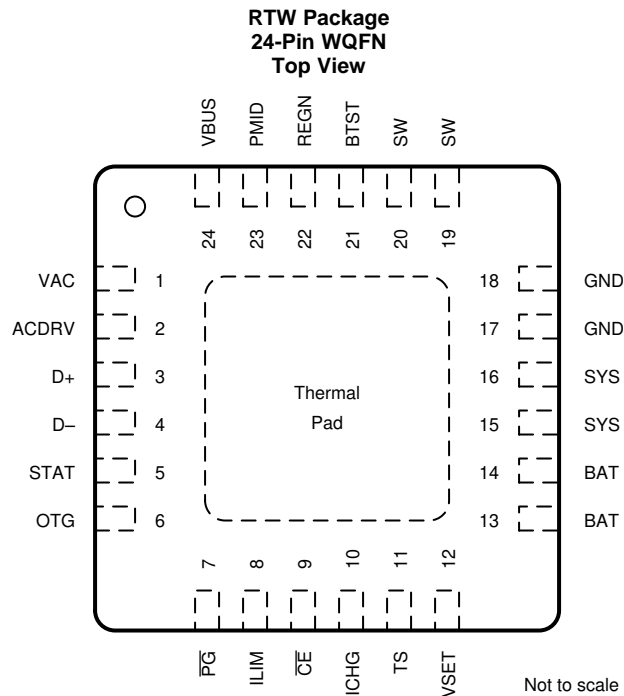 RTW Package
24-Pin WQFN
Top View
VBUS
PMID
REGN
BTST
SW
SW
24
23
22
21
20
19
VAC 1
ACDRV 2
D+ 3
D– 4
STAT 5
OTG 6
Thermal
Pad
18 GND
17 GND
16 SYS
15 SYS
14 BAT
13 BAT
7
8
9
10
11
12
P̅G̅
ILIM
C̅E̅
ICHG
TS
VSET
Not to scale